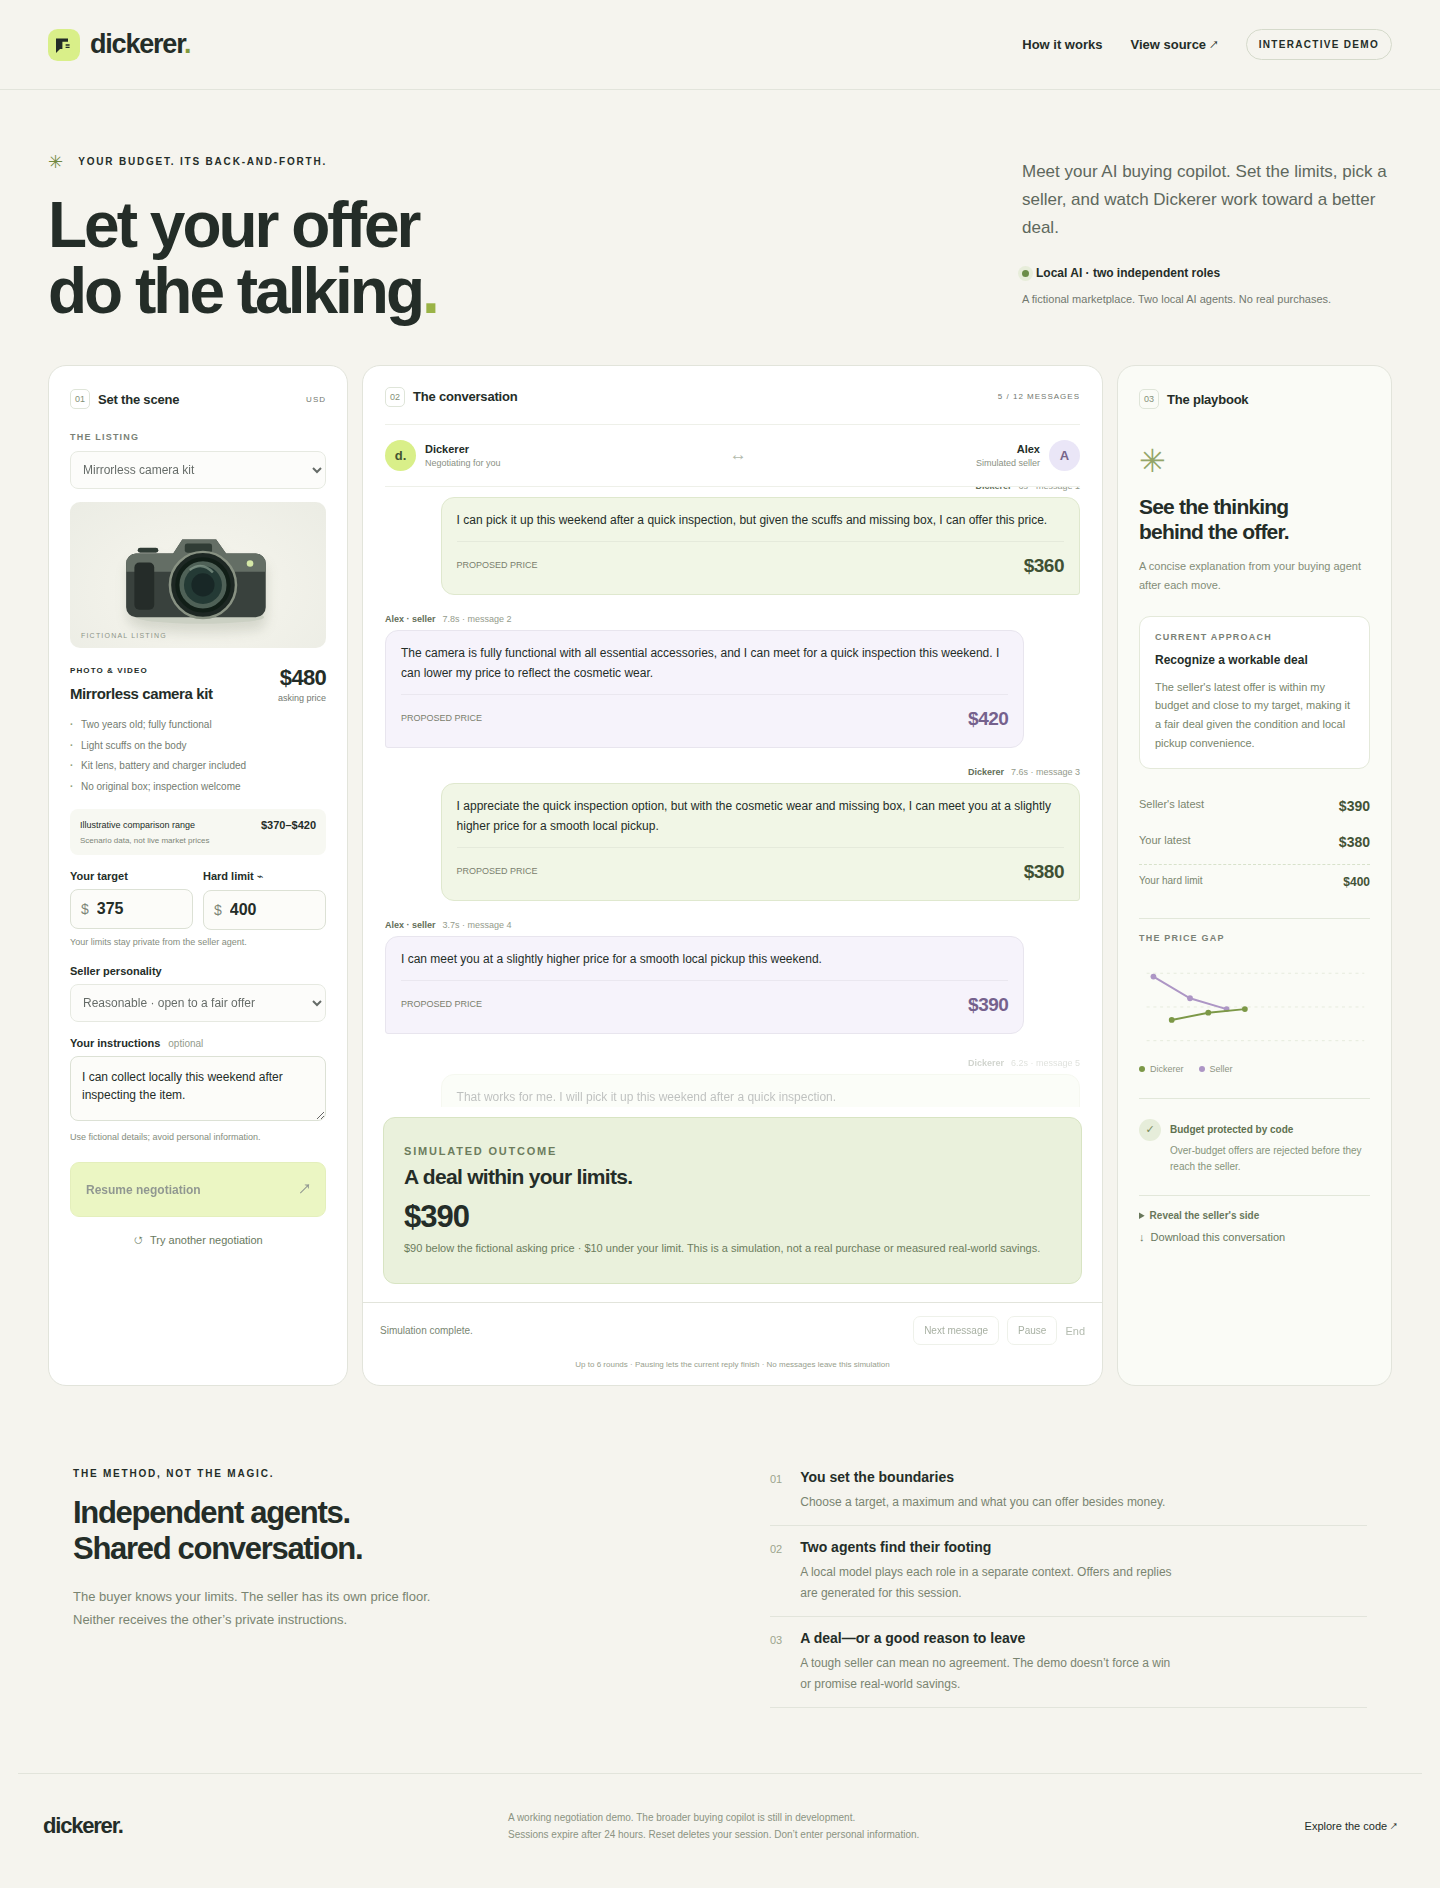 dickerer.
How it works
View source ↗
INTERACTIVE DEMO
✳ YOUR BUDGET. ITS BACK-AND-FORTH.
Let your offer
do the talking.
Meet your AI buying copilot. Set the limits, pick a
seller, and watch Dickerer work toward a better
deal.
Local AI · two independent roles
A fictional marketplace. Two local AI agents. No real purchases.
01 Set the scene USD
THE LISTING
Mirrorless camera kit
FICTIONAL LISTING
PHOTO & VIDEO
Mirrorless camera kit
$480
asking price
· Two years old; fully functional
· Light scuffs on the body
· Kit lens, battery and charger included
· No original box; inspection welcome
Illustrative comparison range $370–$420
Scenario data, not live market prices
Your target
Hard limit
$ 375
$ 400
Your limits stay private from the seller agent.
Seller personality
Reasonable · open to a fair offer
Your instructions optional
I can collect locally this weekend after
inspecting the item.
Use fictional details; avoid personal information.
Resume negotiation ↗
↺ Try another negotiation
02 The conversation 5 / 12 MESSAGES
d. Dickerer
Negotiating for you
↔
Alex A
Simulated seller
Dickerer message 1
I can pick it up this weekend after a quick inspection, but given the scuffs and missing box, I can offer this price.
PROPOSED PRICE $360
Alex · seller 7.8s · message 2
The camera is fully functional with all essential accessories, and I can meet for a quick inspection this weekend. I
can lower my price to reflect the cosmetic wear.
PROPOSED PRICE $420
Dickerer 7.6s · message 3
I appreciate the quick inspection option, but with the cosmetic wear and missing box, I can meet you at a slightly
higher price for a smooth local pickup.
PROPOSED PRICE $380
Alex · seller 3.7s · message 4
I can meet you at a slightly higher price for a smooth local pickup this weekend.
PROPOSED PRICE $390
Dickerer 6.2s · message 5
That works for me. I will pick it up this weekend after a quick inspection.
SIMULATED OUTCOME
A deal within your limits.
$390
$90 below the fictional asking price · $10 under your limit. This is a simulation, not a real purchase or measured real-world savings.
Simulation complete.
Next message
Pause
End
Up to 6 rounds · Pausing lets the current reply finish · No messages leave this simulation
03 The playbook
✳
See the thinking
behind the offer.
A concise explanation from your buying agent
after each move.
CURRENT APPROACH
Recognize a workable deal
The seller's latest offer is within my
budget and close to my target, making it
a fair deal given the condition and local
pickup convenience.
Seller's latest $390
Your latest $380
Your hard limit $400
THE PRICE GAP
Dickerer Seller
✓ Budget protected by code
Over-budget offers are rejected before they
reach the seller.
▶ Reveal the seller's side
↓ Download this conversation
THE METHOD, NOT THE MAGIC.
Independent agents.
Shared conversation.
The buyer knows your limits. The seller has its own price floor.
Neither receives the other’s private instructions.
01 You set the boundaries
Choose a target, a maximum and what you can offer besides money.
02 Two agents find their footing
A local model plays each role in a separate context. Offers and replies
are generated for this session.
03 A deal—or a good reason to leave
A tough seller can mean no agreement. The demo doesn’t force a win
or promise real-world savings.
dickerer.
A working negotiation demo. The broader buying copilot is still in development.
Sessions expire after 24 hours. Reset deletes your session. Don’t enter personal information.
Explore the code ↗